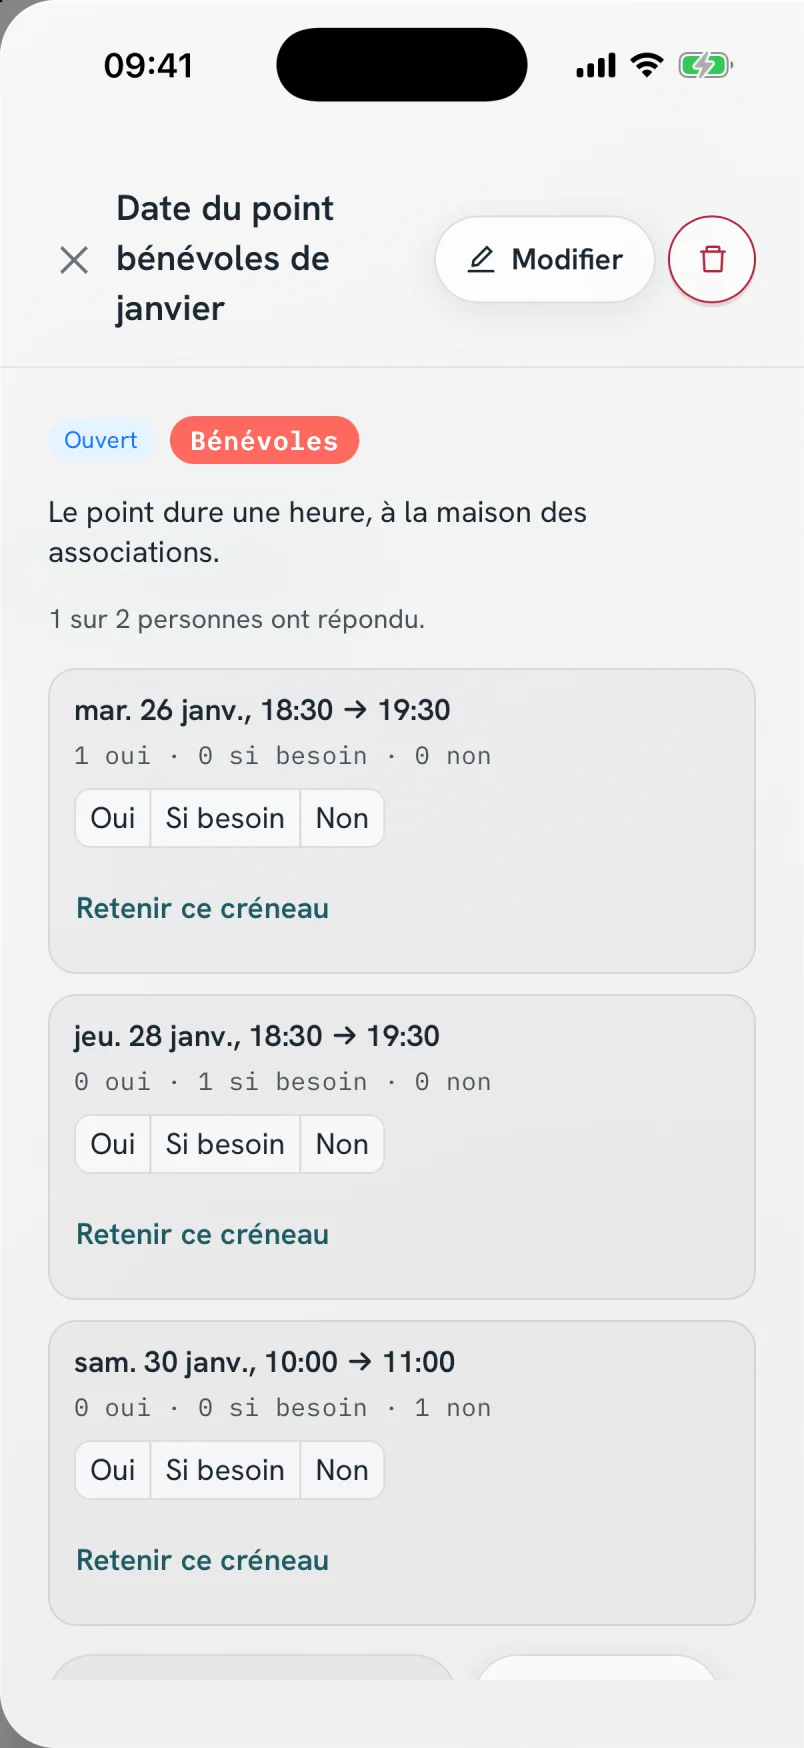 09:41
Date du point
bénévoles de
janvier
Modifier
Ouvert
Bénévoles
Le point dure une heure, à la maison des
associations.
1 sur 2 personnes ont répondu.
mar. 26 janv., 18:30 → 19:30
1 oui · 0 si besoin · 0 non
Oui Si besoin Non
Retenir ce créneau
jeu. 28 janv., 18:30 → 19:30
0 oui · 1 si besoin · 0 non
Oui Si besoin Non
Retenir ce créneau
sam. 30 janv., 10:00 → 11:00
0 oui · 0 si besoin · 1 non
Oui Si besoin Non
Retenir ce créneau